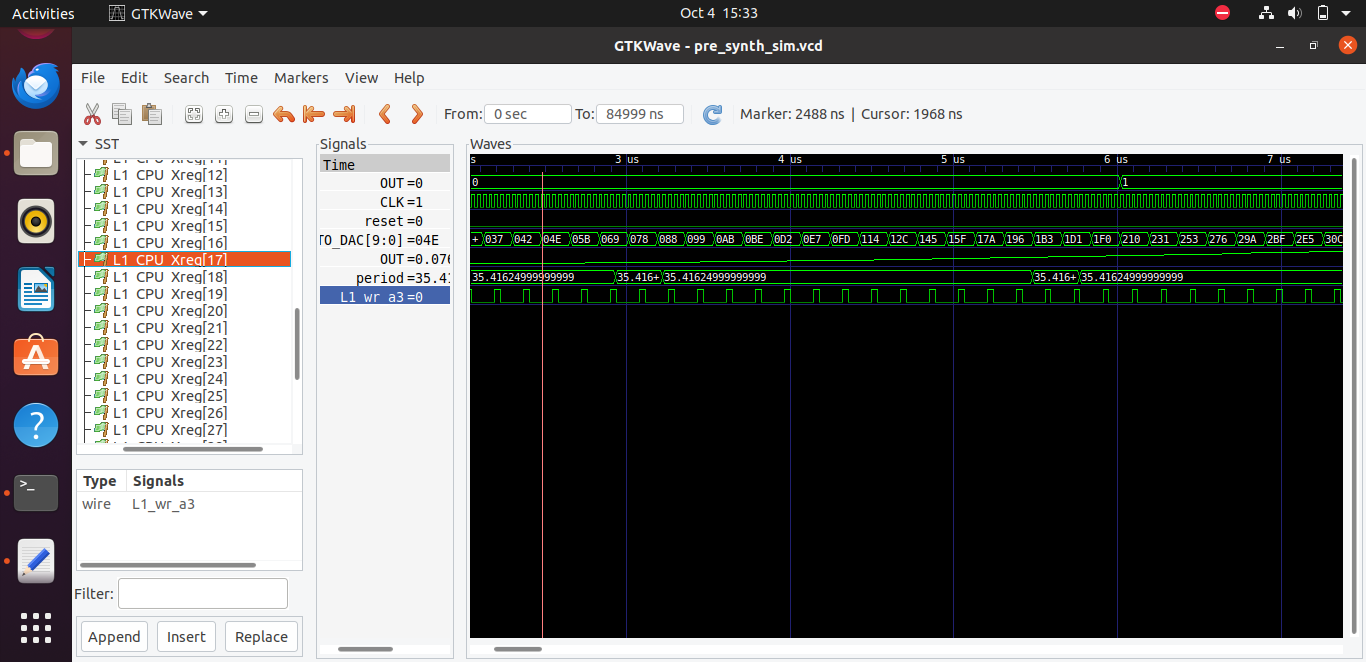 Activities GTKWave Oct 4 15:33
GTKWave - pre_synth_sim.vcd
File Edit Search Time Markers View Help
From: 0 sec To: 84999 ns Marker: 2488 ns | Cursor: 1968 ns
SST
L1 CPU Xreg[11]
L1 CPU Xreg[12]
L1 CPU Xreg[13]
L1 CPU Xreg[14]
L1 CPU Xreg[15]
L1 CPU Xreg[16]
L1 CPU Xreg[17]
L1 CPU Xreg[18]
L1 CPU Xreg[19]
L1 CPU Xreg[20]
L1 CPU Xreg[21]
L1 CPU Xreg[22]
L1 CPU Xreg[23]
L1 CPU Xreg[24]
L1 CPU Xreg[25]
L1 CPU Xreg[26]
L1 CPU Xreg[27]
Type Signals
wire L1_wr_a3
Filter:
Append Insert Replace
Signals
Time
OUT=0
CLK=1
reset=0
TO_DAC[9:0]=04E
OUT=0.076
period=35.41
L1_wr_a3=0
Waves
s 3 us 4 us 5 us 6 us 7 us
0 1
+ 037 042 04E 05B 069 078 088 099 0AB 0BE 0D2 0E7 0FD 114 12C 145 15F 17A 196 1B3 1D1 1F0 210 231 253 276 29A 2BF 2E5 30C
35.41624999999999 35.416+ 35.41624999999999 35.416+ 35.41624999999999